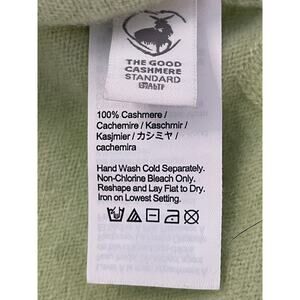 THE GOOD
CASHMERE
STANDARD
100% Cashmere /
Cachemire / Kaschmir /
Kasjmier / カシミヤ /
cachemira
Hand Wash Cold Separately.
Non-Chlorine Bleach Only.
Reshape and Lay Flat to Dry.
Iron on Lowest Setting.